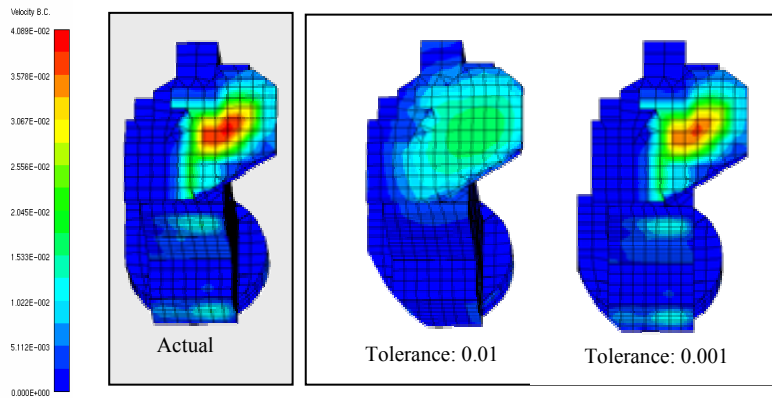 Velocity B.C.
4.089E-002
3.578E-002
3.067E-002
2.556E-002
2.045E-002
1.533E-002
1.022E-002
5.112E-003
0.000E+000
Actual
Tolerance: 0.01
Tolerance: 0.001